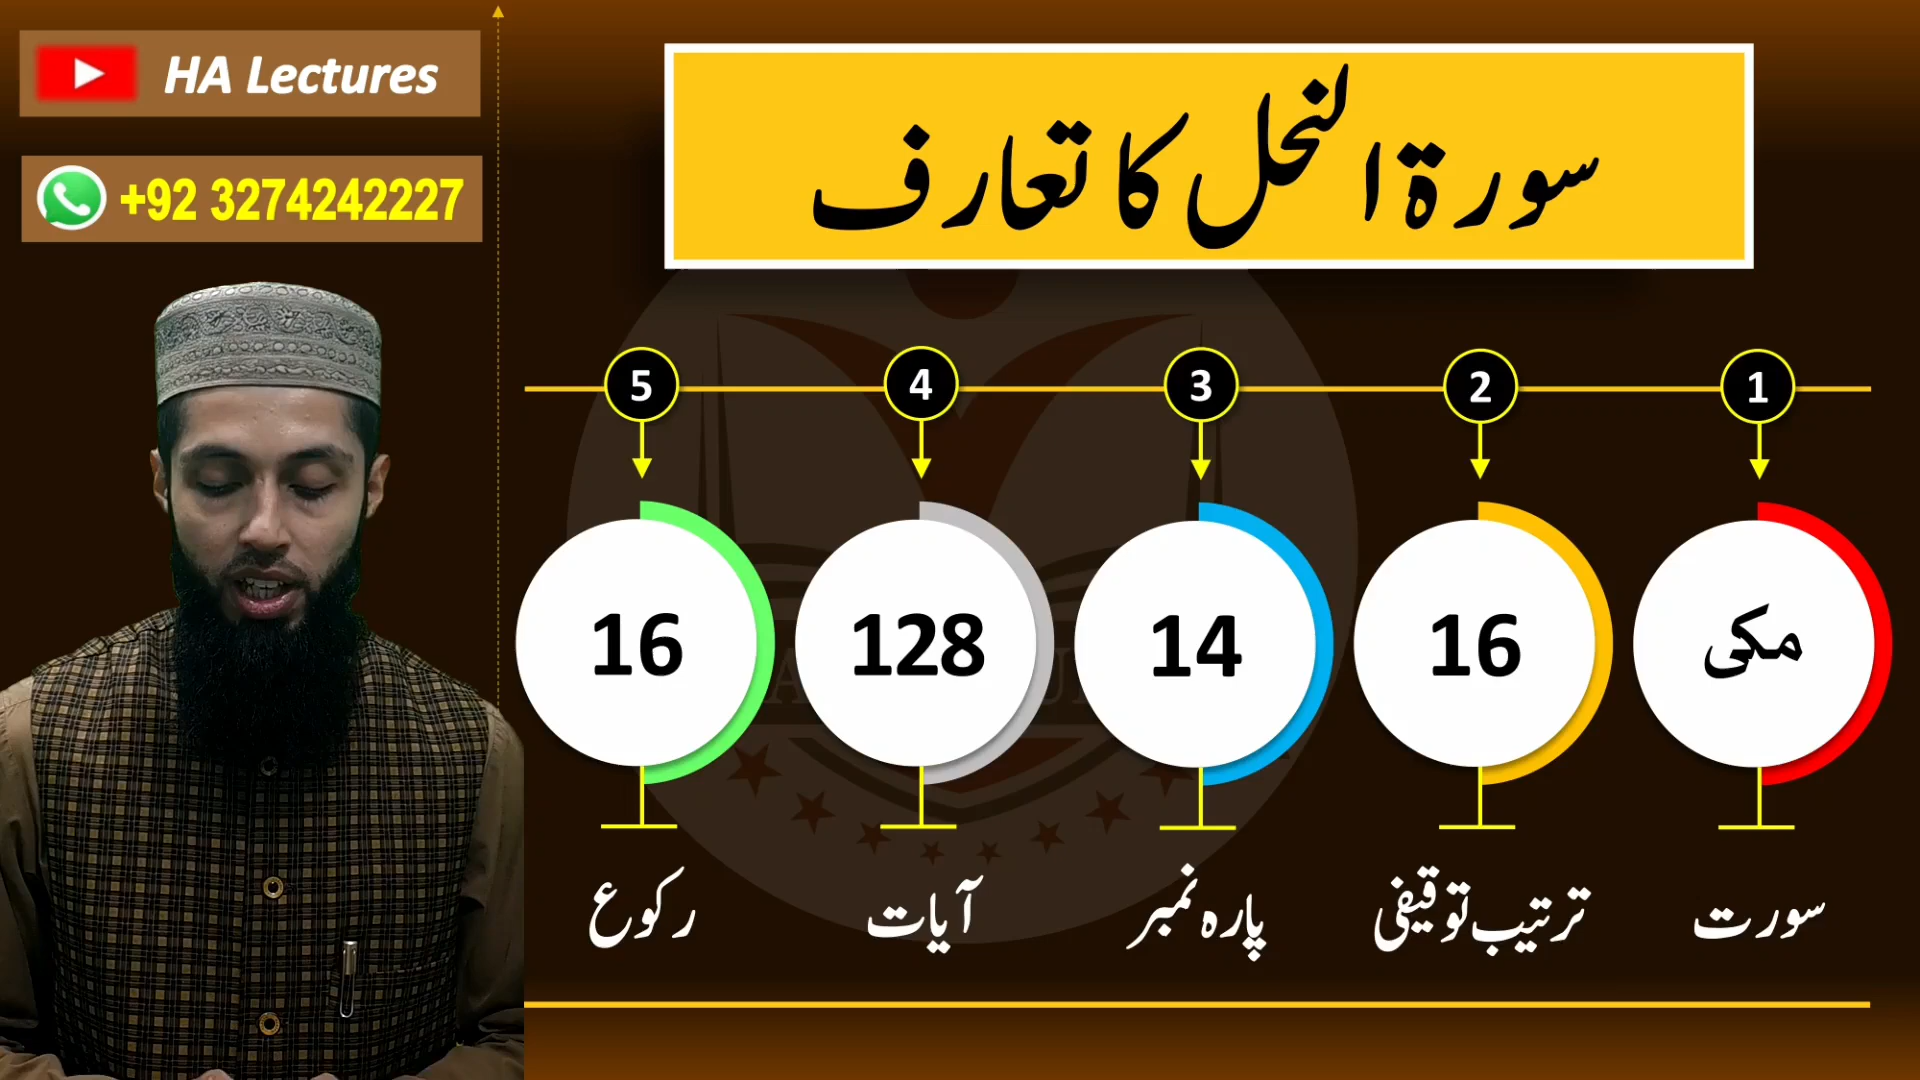 HA Lectures
+92 3274242227
سورۃ النحل کا تعارف
1 2 3 4 5
مکی 16 14 128 16
سورت ترتیب توقیفی پارہ نمبر آیات رکوع